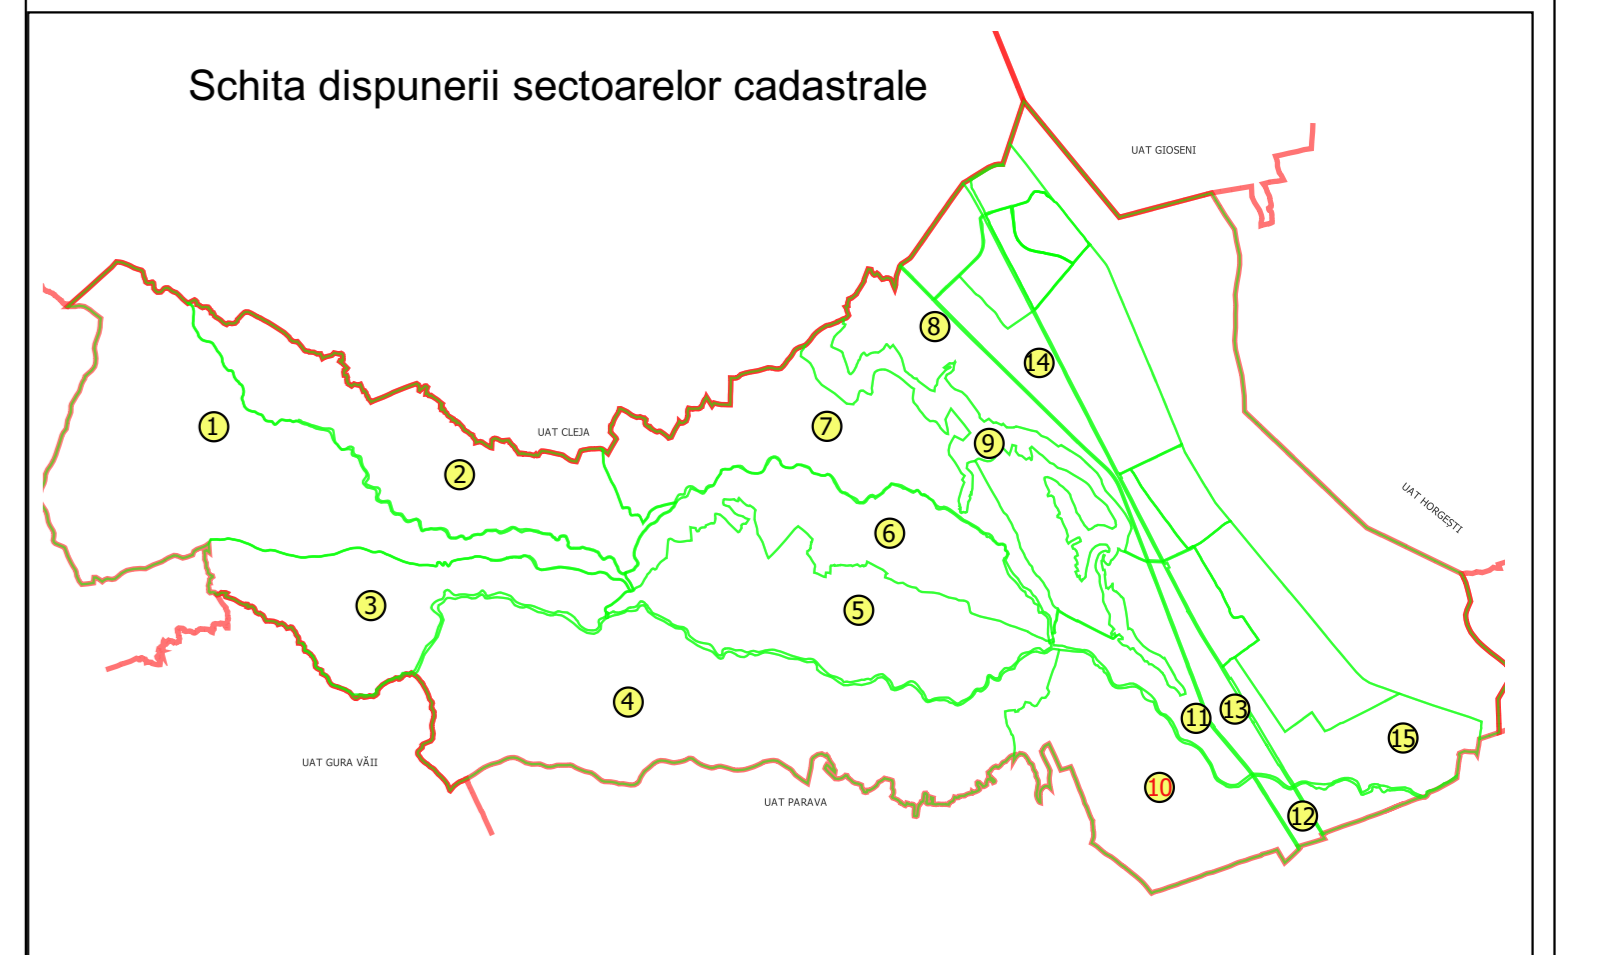 Schita dispunerii sectoarelor cadastrale
UAT GIOSENI
8
14
1
7
UAT CLEJA
9
2
UAT HORGEȘTI
6
3
5
4
11
13
15
UAT GURA VĂII
10
UAT PARAVA
12